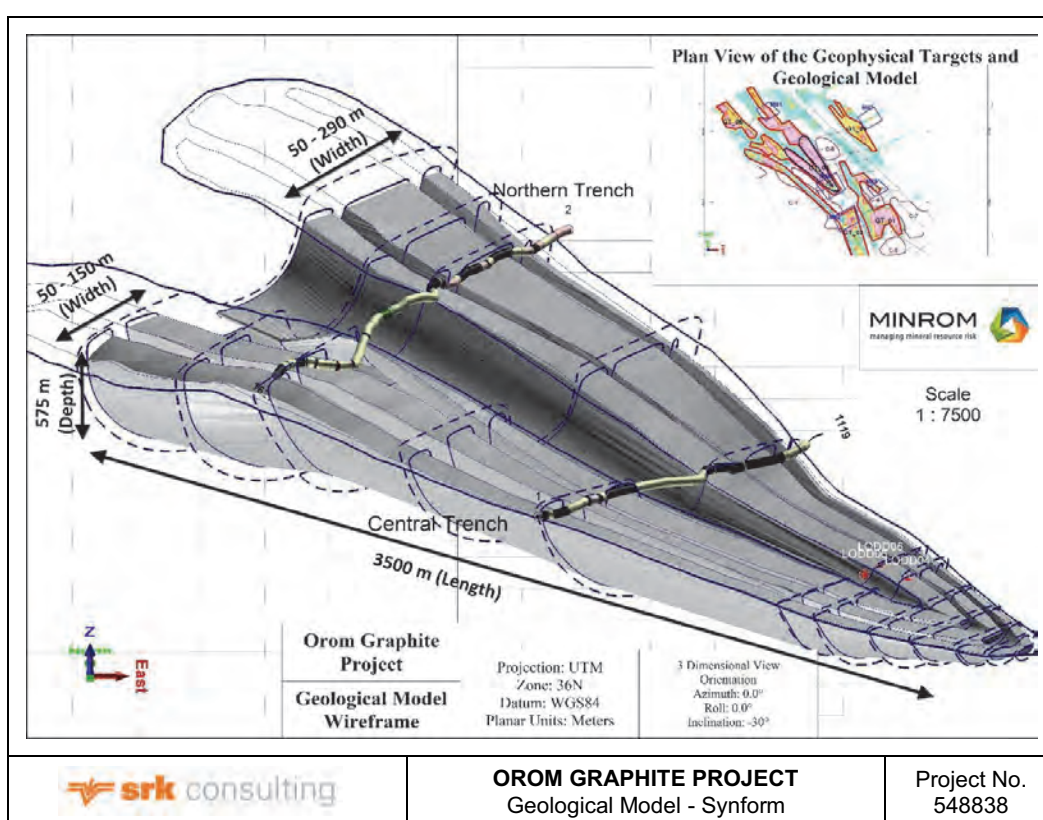 Plan View of the Geophysical Targets and
Geological Model
50 - 290 m
(Width)
Northern Trench
2
50 - 150 m
(Width)
MINROM
managing mineral resource risk
Scale
1 : 7500
575 m
(Depth)
1119
Central Trench
3500 m (Length)
LODD06
Z
East
Orom Graphite
Project
Geological Model
Wireframe
Projection: UTM
Zone: 36N
Datum: WGS84
Planar Units: Meters
3 Dimensional View
Orientation
Azimuth: 0.0°
Roll: 0.0°
Inclination: -30°
srk consulting
OROM GRAPHITE PROJECT
Geological Model - Synform
Project No.
548838